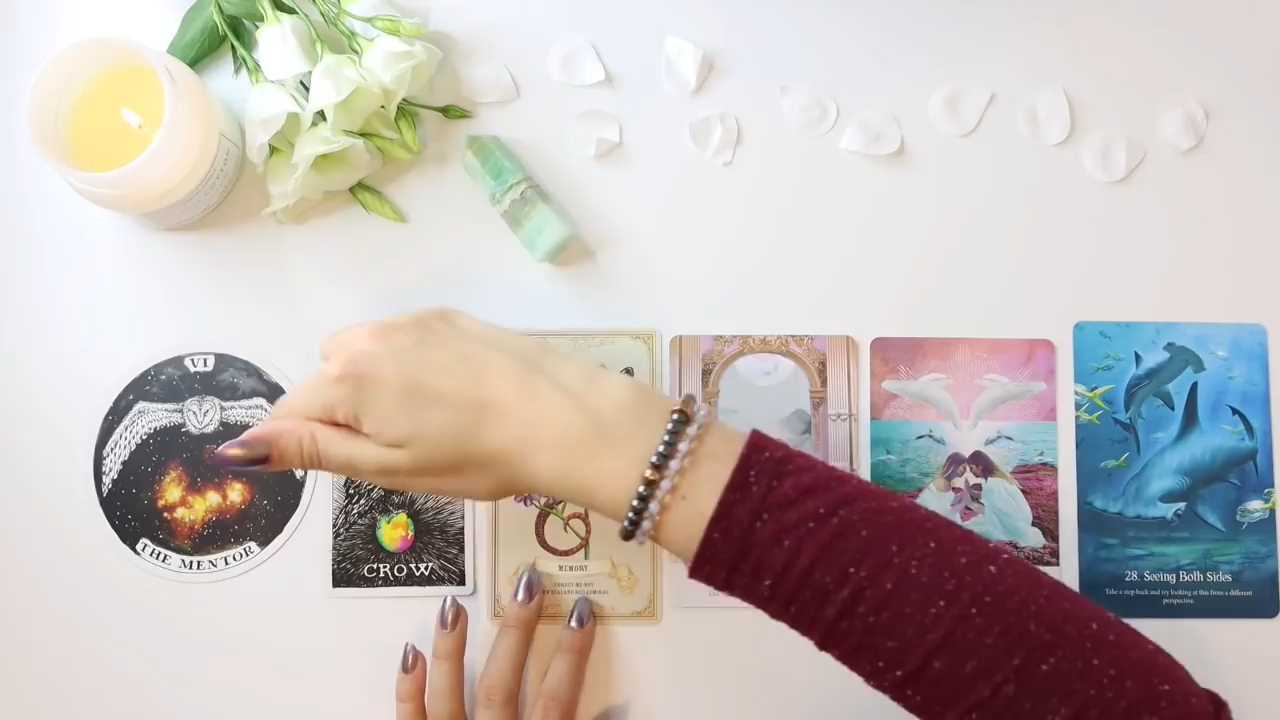 VI
THE MENTOR
CROW
MEMORY
FORGET-ME-NOT
NEW ZEALAND RED ADMIRAL
28. Seeing Both Sides
Take a step back and try looking at this from a different
perspective.
COTTON